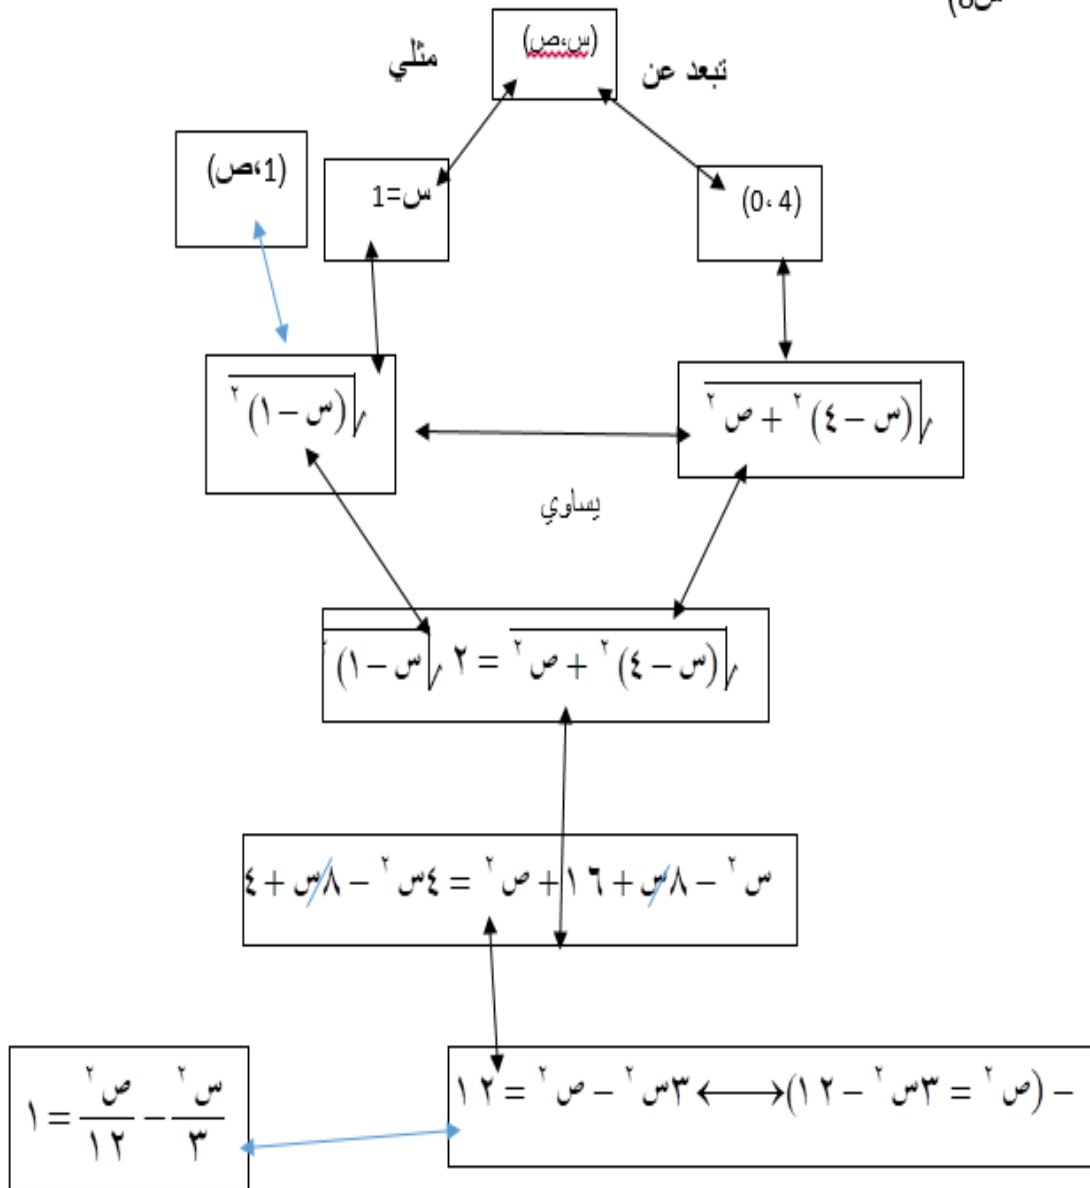 (س،ص)
مثلي
تبعد عن
(1،ص)
س=1
(4 ،0)
√(س − ١)²
√(س − ٤)² + ص²
يساوي
√(س − ٤)² + ص² = ٢ √س − ١)
س² − ٨س + ١٦ + ص² = ٤س² − ٨س + ٤
− (ص² = ٣س² − ١٢) ⟷ ٣س² − ص² = ١٢
س²/٣ − ص²/١٢ = ١